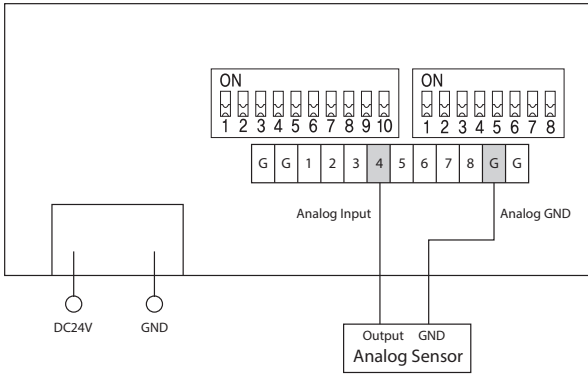 ON ON
1 2 3 4 5 6 7 8 9 10 1 2 3 4 5 6 7 8
G G 1 2 3 4 5 6 7 8 G G
Analog Input Analog GND
DC24V GND
Output GND
Analog Sensor